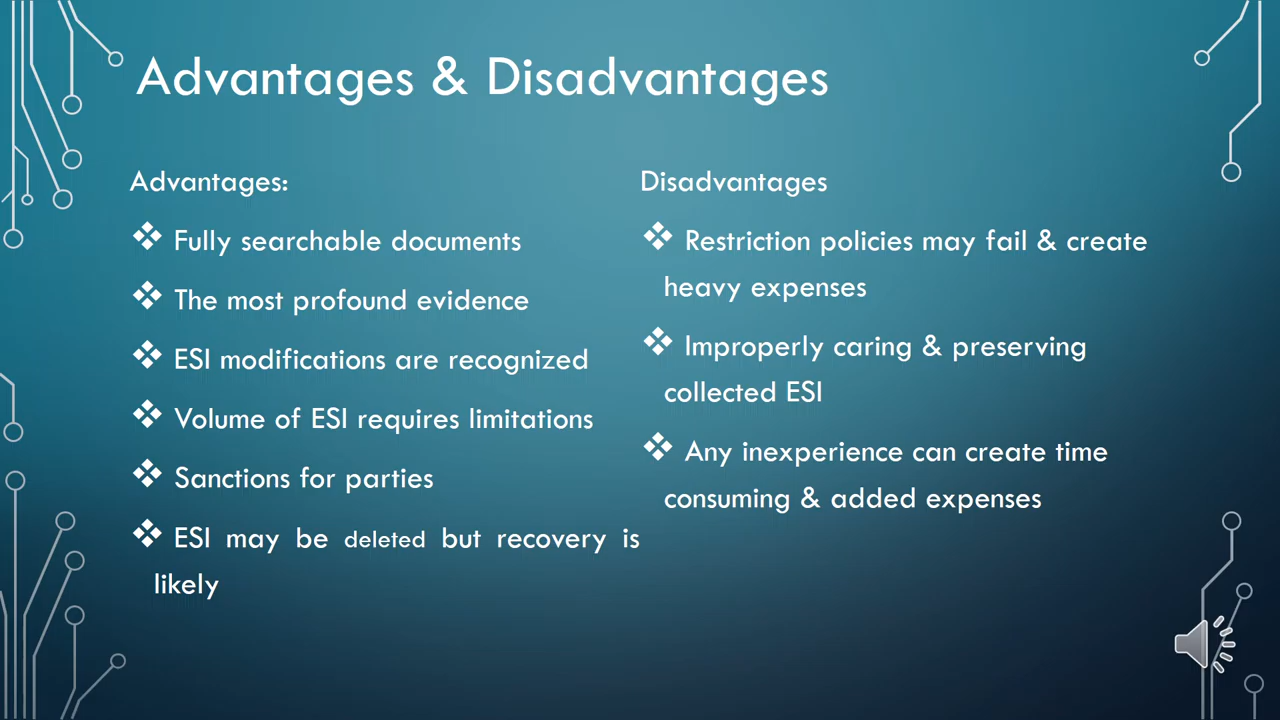 Advantages & Disadvantages
Advantages:
❖ Fully searchable documents
❖ The most profound evidence
❖ ESI modifications are recognized
❖ Volume of ESI requires limitations
❖ Sanctions for parties
❖ ESI may be deleted but recovery is
likely
Disadvantages
❖ Restriction policies may fail & create
heavy expenses
❖ Improperly caring & preserving
collected ESI
❖ Any inexperience can create time
consuming & added expenses